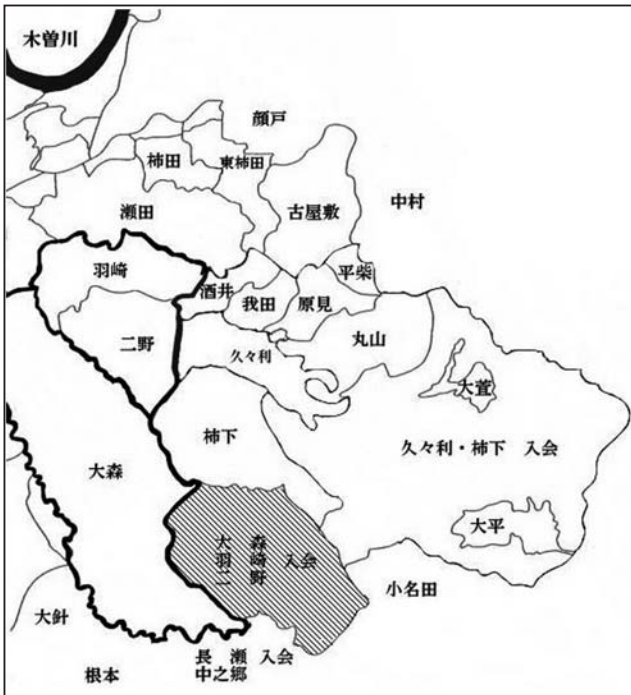 木曽川
顔戸
柿田
東柿田
瀬田
古屋敷
中村
羽崎
酒井
我田
原見
平柴
二野
久々利
丸山
大萱
柿下
久々利・柿下 入会
大森
大森
羽崎 入会
二野
大平
小名田
大針
長瀬 入会
中之郷
根本